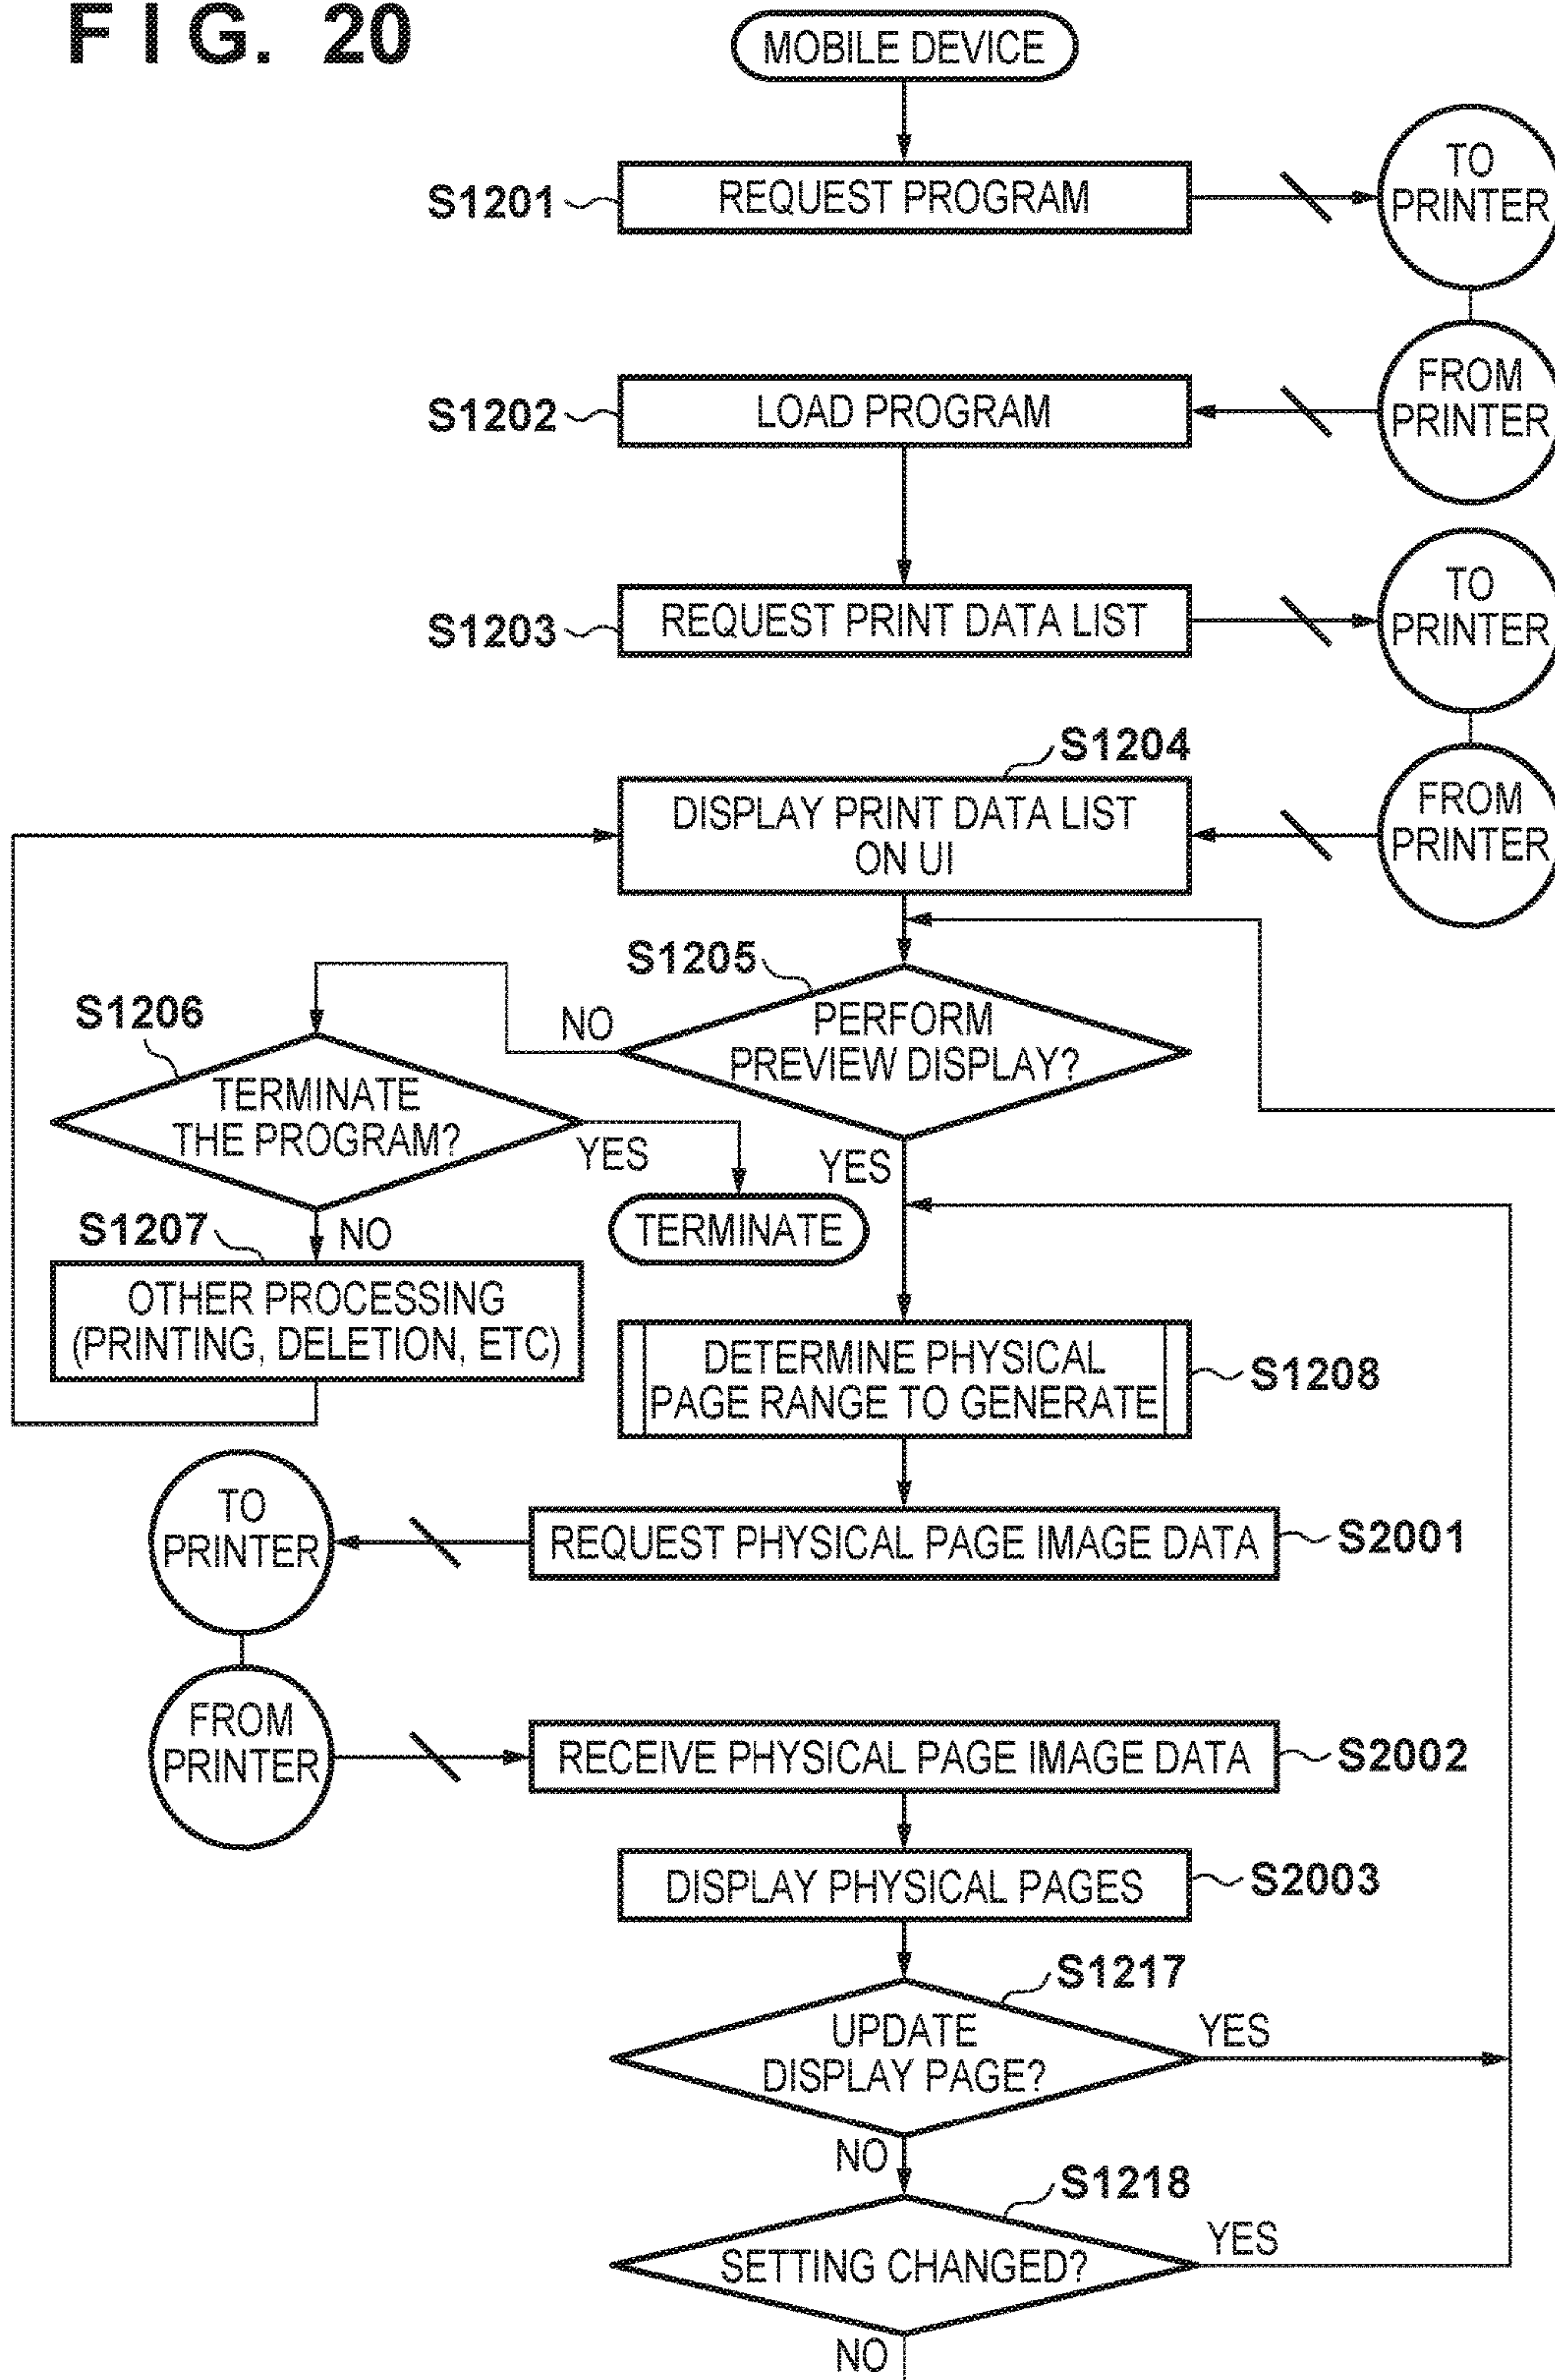 FIG. 20
MOBILE DEVICE
S1201
REQUEST PROGRAM
TO
PRINTER
S1202
LOAD PROGRAM
FROM
PRINTER
S1203
REQUEST PRINT DATA LIST
TO
PRINTER
S1204
DISPLAY PRINT DATA LIST
ON UI
FROM
PRINTER
S1205
PERFORM
PREVIEW DISPLAY?
NO
YES
S1206
TERMINATE
THE PROGRAM?
YES
TERMINATE
NO
S1207
OTHER PROCESSING
(PRINTING, DELETION, ETC)
DETERMINE PHYSICAL
PAGE RANGE TO GENERATE
S1208
TO
PRINTER
REQUEST PHYSICAL PAGE IMAGE DATA
S2001
FROM
PRINTER
RECEIVE PHYSICAL PAGE IMAGE DATA
S2002
DISPLAY PHYSICAL PAGES
S2003
S1217
UPDATE
DISPLAY PAGE?
YES
NO
S1218
SETTING CHANGED?
YES
NO